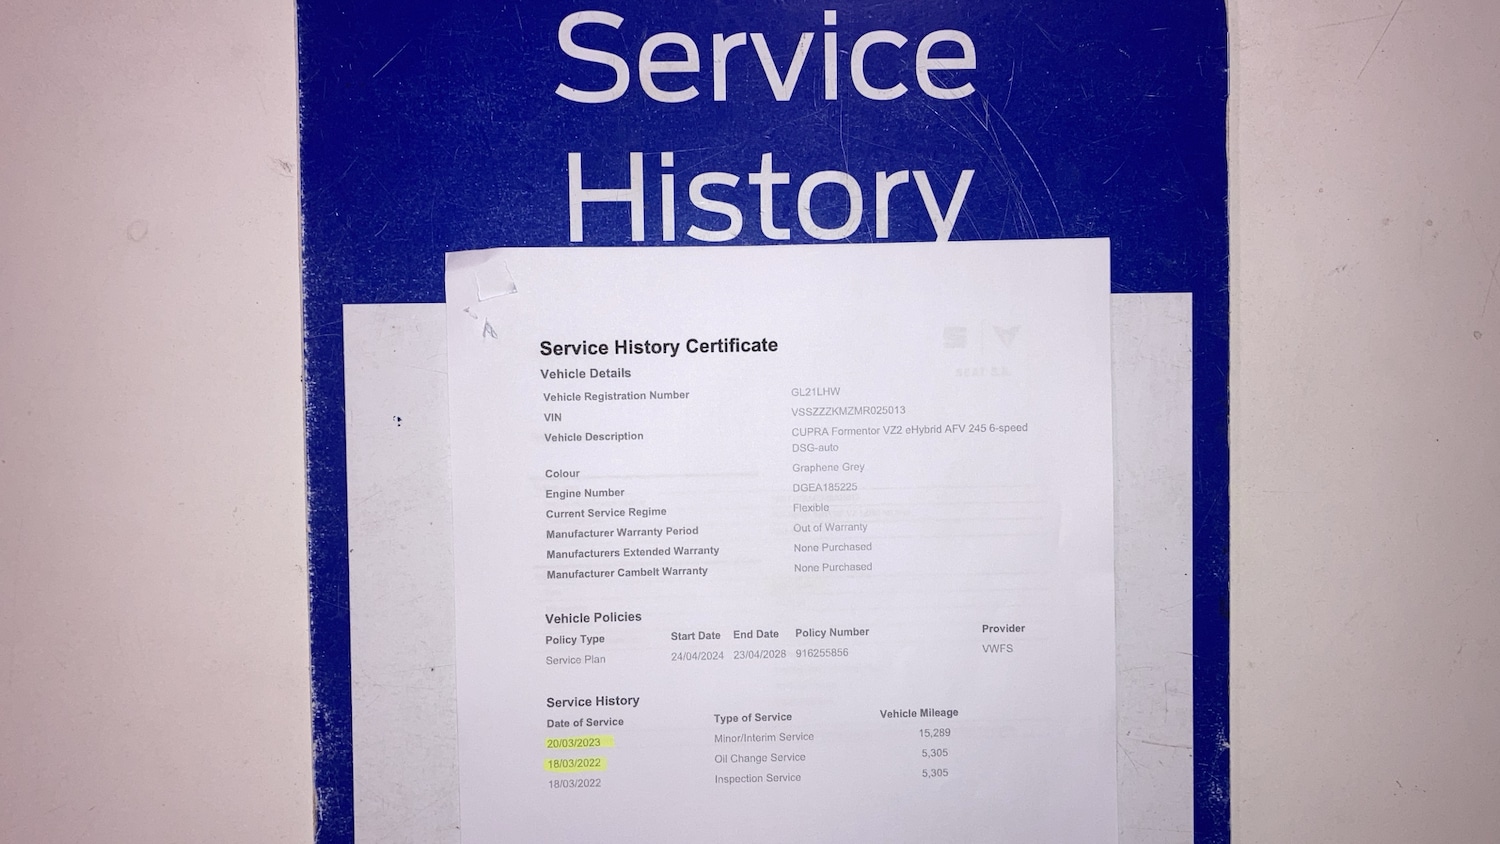 Service
History
Service History Certificate
Vehicle Details
Vehicle Registration Number GL21LHW
VIN VSSZZZKMZMR025013
Vehicle Description CUPRA Formentor VZ2 eHybrid AFV 245 6-speed
DSG-auto
Colour Graphene Grey
Engine Number DGEA185225
Current Service Regime Flexible
Manufacturer Warranty Period Out of Warranty
Manufacturers Extended Warranty None Purchased
Manufacturer Cambelt Warranty None Purchased
Vehicle Policies
Policy Type Start Date End Date Policy Number Provider
Service Plan 24/04/2024 23/04/2028 916255856 VWFS
Service History
Date of Service Type of Service Vehicle Mileage
20/03/2023 Minor/Interim Service 15,289
18/03/2022 Oil Change Service 5,305
18/03/2022 Inspection Service 5,305